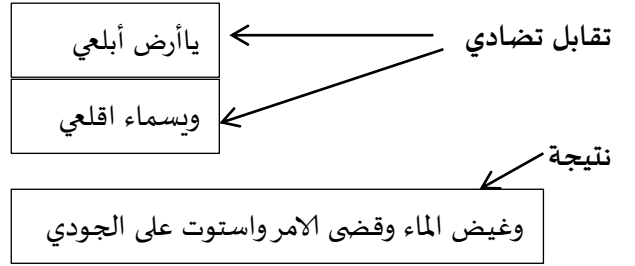 تقابل تضادي
ياأرض أبلعي
ويسماء اقلعي
نتيجة
وغيض الماء وقضى الامر واستوت على الجودي